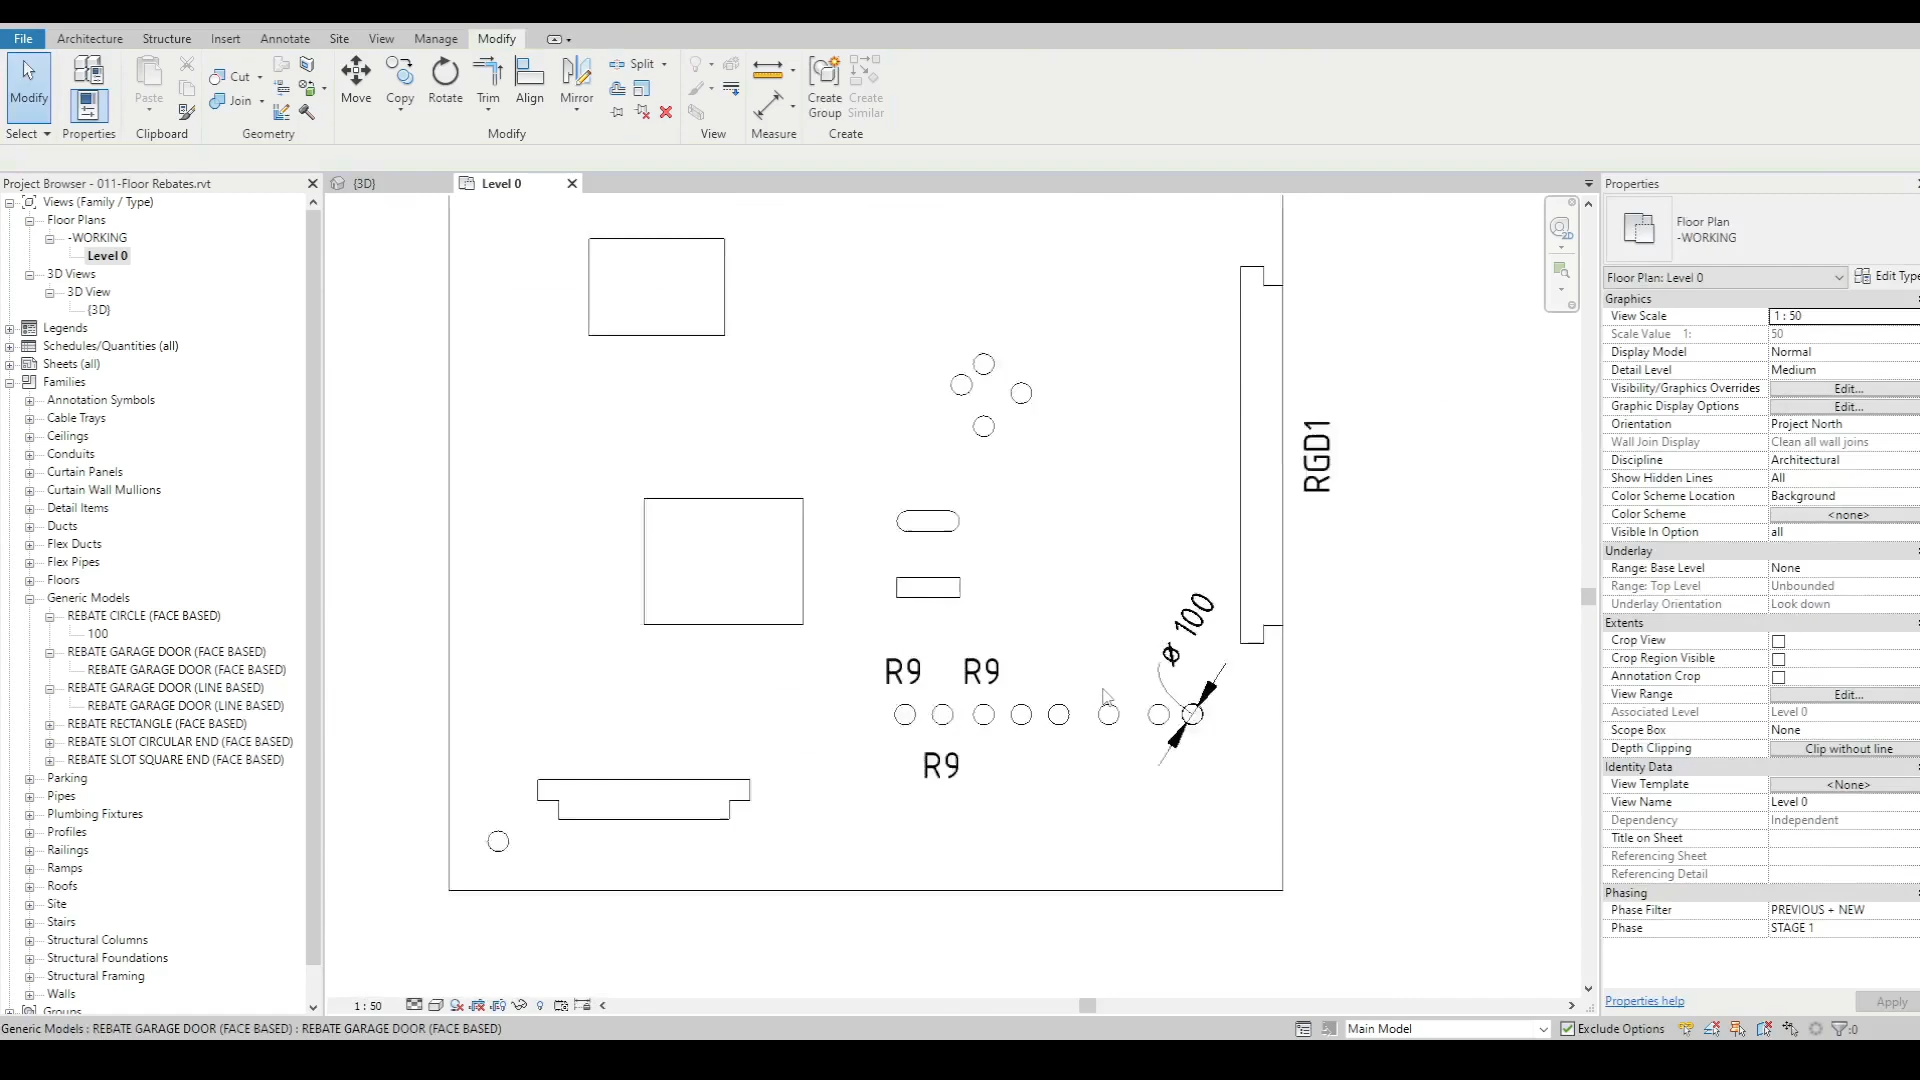 File Architecture Structure Insert Annotate Site View Manage Modify
Modify
Select
Properties
Paste
Clipboard
Cut
Join
Geometry
Move Copy Rotate Trim Align Mirror
Split
Modify
View
Measure
Create Group
Create Similar
Create
Project Browser - 011-Floor Rebates.rvt
Views (Family / Type)
Floor Plans
-WORKING
Level 0
3D Views
3D View
{3D}
Legends
Schedules/Quantities (all)
Sheets (all)
Families
Annotation Symbols
Cable Trays
Ceilings
Conduits
Curtain Panels
Curtain Wall Mullions
Detail Items
Ducts
Flex Ducts
Flex Pipes
Floors
Generic Models
REBATE CIRCLE (FACE BASED)
100
REBATE GARAGE DOOR (FACE BASED)
REBATE GARAGE DOOR (FACE BASED)
REBATE GARAGE DOOR (LINE BASED)
REBATE GARAGE DOOR (LINE BASED)
REBATE RECTANGLE (FACE BASED)
REBATE SLOT CIRCULAR END (FACE BASED)
REBATE SLOT SQUARE END (FACE BASED)
Parking
Pipes
Plumbing Fixtures
Profiles
Railings
Ramps
Roofs
Site
Stairs
Structural Columns
Structural Foundations
Structural Framing
Walls
Groups
{3D}
Level 0
2D
RGD1
ø 100
R9 R9
R9
1 : 50
Properties
Floor Plan
-WORKING
Floor Plan: Level 0
Edit Type
Graphics
View Scale 1 : 50
Scale Value 1: 50
Display Model Normal
Detail Level Medium
Visibility/Graphics Overrides Edit...
Graphic Display Options Edit...
Orientation Project North
Wall Join Display Clean all wall joins
Discipline Architectural
Show Hidden Lines All
Color Scheme Location Background
Color Scheme <none>
Visible In Option all
Underlay
Range: Base Level None
Range: Top Level Unbounded
Underlay Orientation Look down
Extents
Crop View
Crop Region Visible
Annotation Crop
View Range Edit...
Associated Level Level 0
Scope Box None
Depth Clipping Clip without line
Identity Data
View Template <None>
View Name Level 0
Dependency Independent
Title on Sheet
Referencing Sheet
Referencing Detail
Phasing
Phase Filter PREVIOUS + NEW
Phase STAGE 1
Properties help
Apply
Generic Models : REBATE GARAGE DOOR (FACE BASED) : REBATE GARAGE DOOR (FACE BASED)
Main Model
Exclude Options
:0